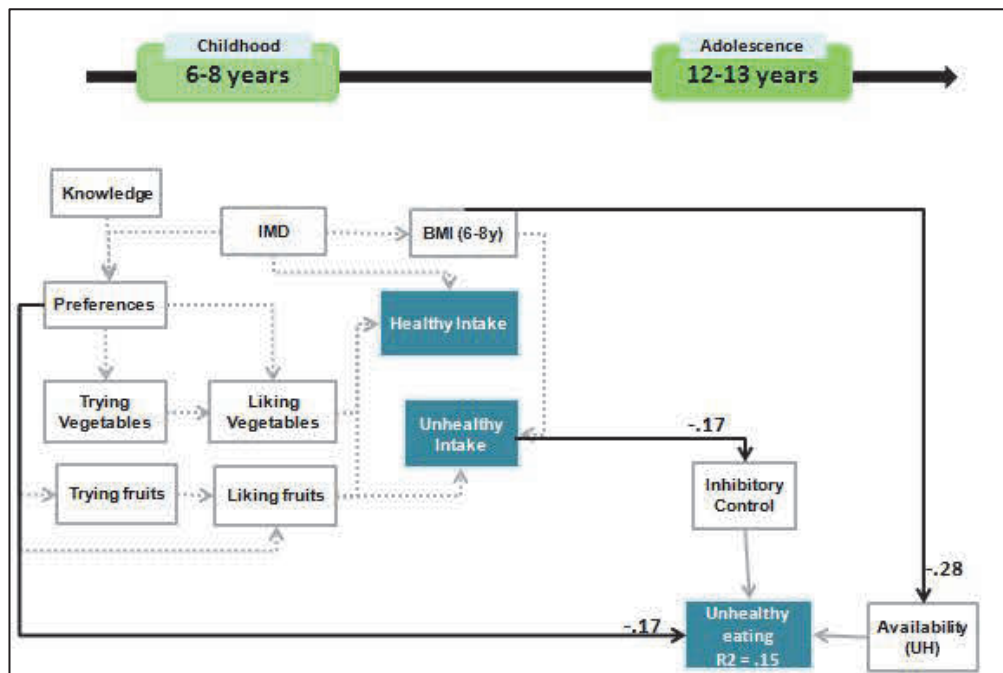 Childhood
6-8 years
Adolescence
12-13 years
Knowledge
IMD
BMI (6-8y)
Preferences
Healthy Intake
Trying
Vegetables
Liking
Vegetables
Unhealthy
Intake
-.17
Trying fruits
Liking fruits
Inhibitory
Control
-.28
-.17
Unhealthy
eating
R2 = .15
Availability
(UH)